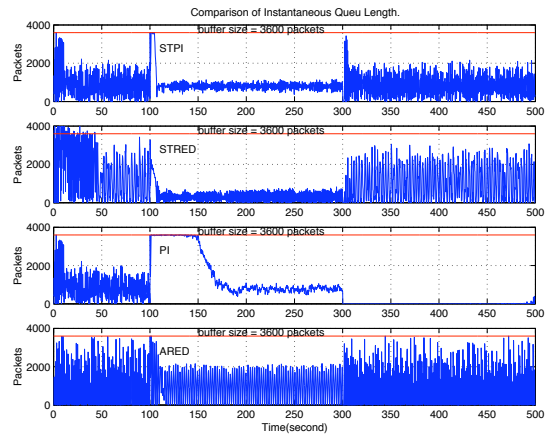 Comparison of Instantaneous Queu Length.
4000
buffer size = 3600 packets
STPI
Packets
2000
0
0 50 100 150 200 250 300 350 400 450 500
4000
buffer size = 3600 packets
STRED
Packets
2000
0
0 50 100 150 200 250 300 350 400 450 500
4000
buffer size = 3600 packets
PI
Packets
2000
0
0 50 100 150 200 250 300 350 400 450 500
4000
buffer size = 3600 packets
ARED
Packets
2000
0
0 50 100 150 200 250 300 350 400 450 500
Time(second)